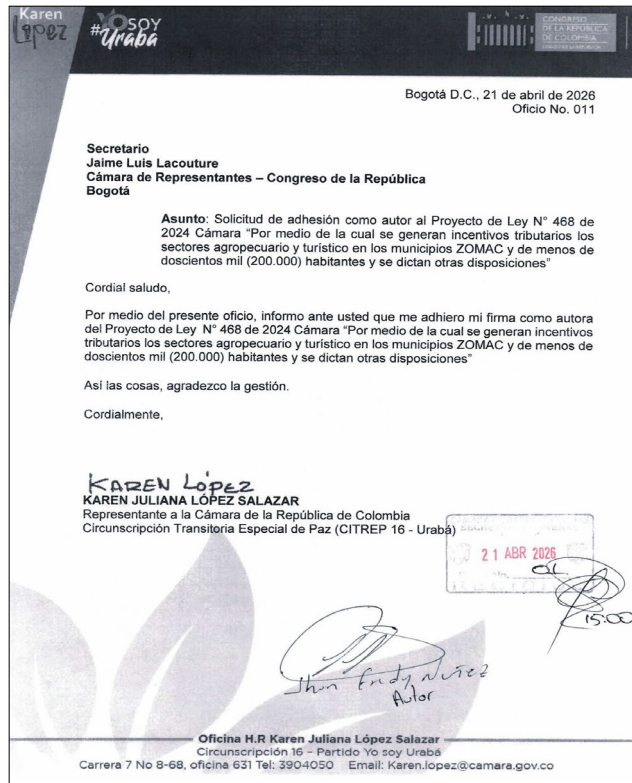 Karen
López
#YO SOY
Urabá
CONGRESO
DE LA REPÚBLICA
DE COLOMBIA
Bogotá D.C., 21 de abril de 2026
Oficio No. 011
Secretario
Jaime Luis Lacouture
Cámara de Representantes – Congreso de la República
Bogotá
Asunto: Solicitud de adhesión como autor al Proyecto de Ley N° 468 de
2024 Cámara “Por medio de la cual se generan incentivos tributarios los
sectores agropecuario y turístico en los municipios ZOMAC y de menos de
doscientos mil (200.000) habitantes y se dictan otras disposiciones”
Cordial saludo,
Por medio del presente oficio, informo ante usted que me adhiero mi firma como autora
del Proyecto de Ley N° 468 de 2024 Cámara “Por medio de la cual se generan incentivos
tributarios los sectores agropecuario y turístico en los municipios ZOMAC y de menos de
doscientos mil (200.000) habitantes y se dictan otras disposiciones”
Así las cosas, agradezco la gestión.
Cordialmente,
KAREN LÓPEZ
KAREN JULIANA LÓPEZ SALAZAR
Representante a la Cámara de la República de Colombia
Circunscripción Transitoria Especial de Paz (CITREP 16 - Urabá)
21 ABR 2026
15:00
Jhon Fredy Nuñez
Autor
Oficina H.R Karen Juliana López Salazar
Circunscripción 16 – Partido Yo soy Urabá
Carrera 7 No 8-68, oficina 631 Tel: 3904050 Email: Karen.lopez@camara.gov.co